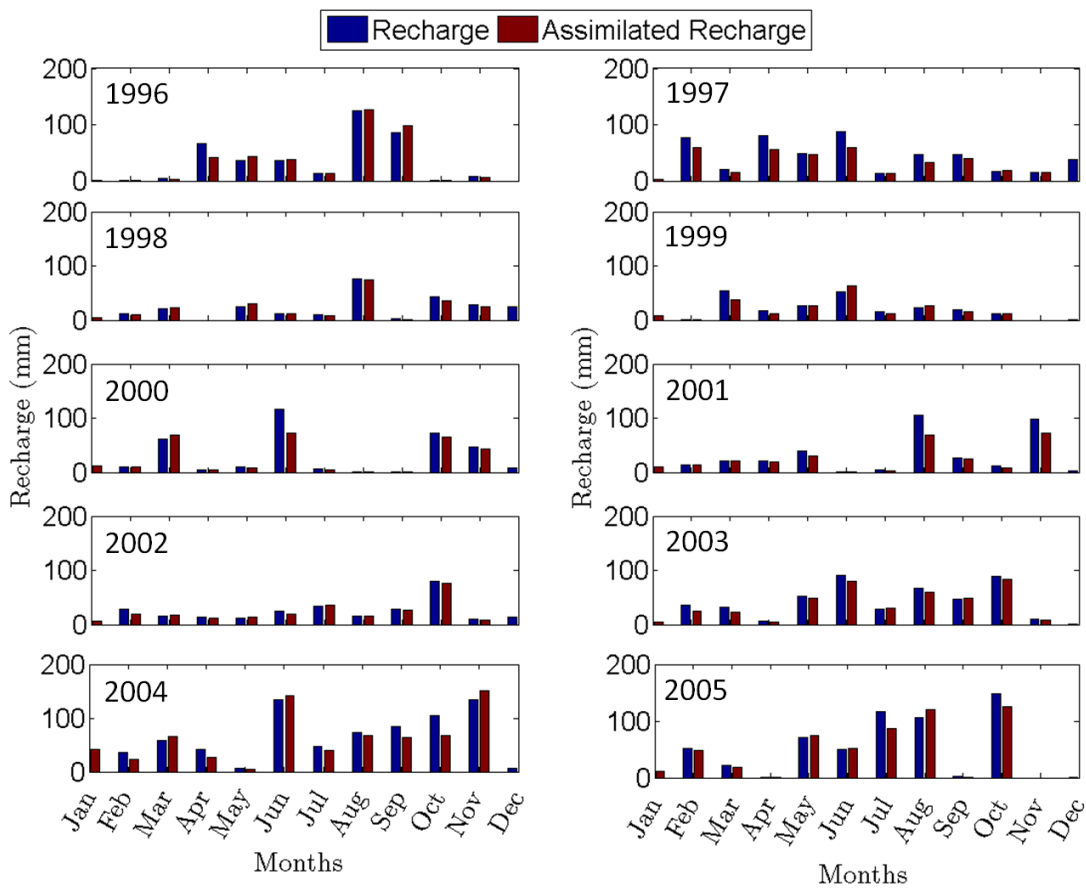 Recharge Assimilated Recharge
200 1996 100 0
200 1997 100 0
200 1998 100 0
200 1999 100 0
Recharge (mm)
Recharge (mm)
200 2000 100 0
200 2001 100 0
200 2002 100 0
200 2003 100 0
200 2004 100 0
200 2005 100 0
Jan Feb Mar Apr May Jun Jul Aug Sep Oct Nov Dec
Jan Feb Mar Apr May Jun Jul Aug Sep Oct Nov Dec
Months
Months